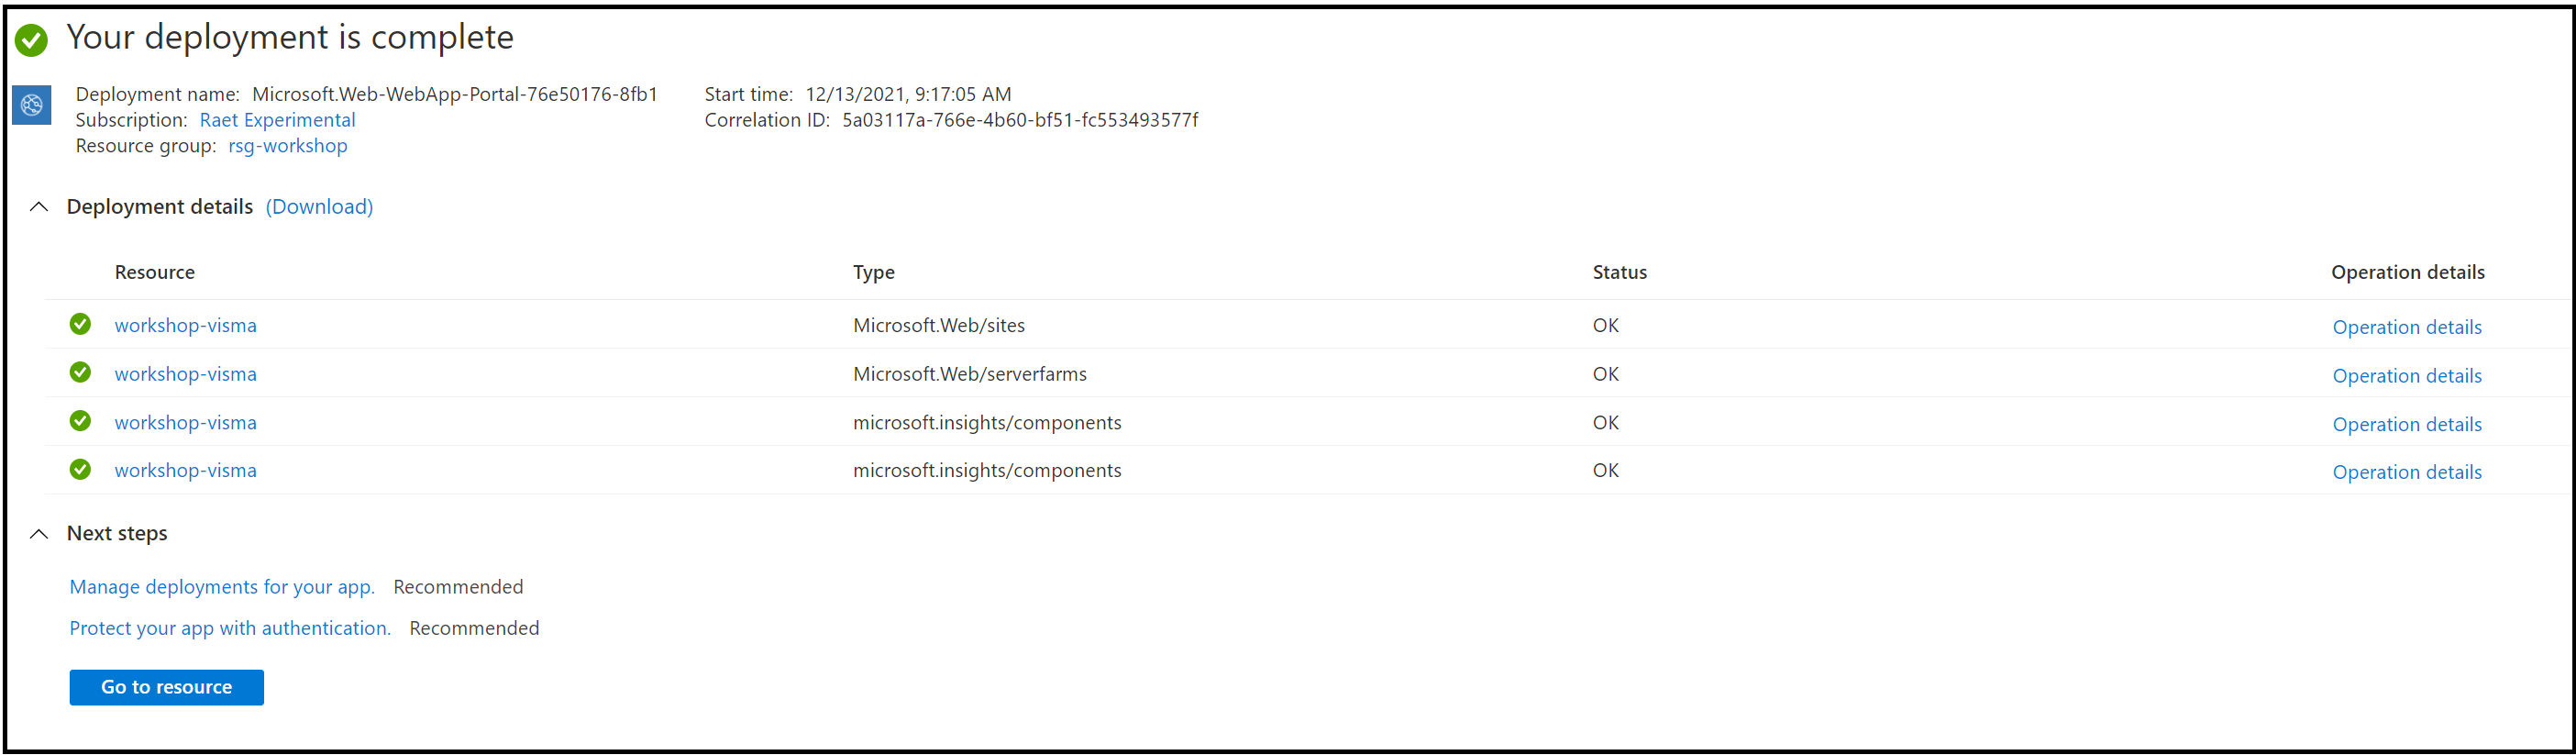 Your deployment is complete
Deployment name: Microsoft.Web-WebApp-Portal-76e50176-8fb1 Start time: 12/13/2021, 9:17:05 AM
Subscription: Raet Experimental Correlation ID: 5a03117a-766e-4b60-bf51-fc553493577f
Resource group: rsg-workshop
Deployment details (Download)
Resource Type Status Operation details
workshop-visma Microsoft.Web/sites OK Operation details
workshop-visma Microsoft.Web/serverfarms OK Operation details
workshop-visma microsoft.insights/components OK Operation details
workshop-visma microsoft.insights/components OK Operation details
Next steps
Manage deployments for your app. Recommended
Protect your app with authentication. Recommended
Go to resource